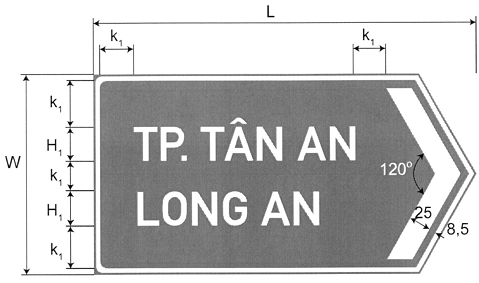 L
k1
k1
k1
H1
W
k1
H1
k1
TP. TÂN AN
LONG AN
120°
25
8,5